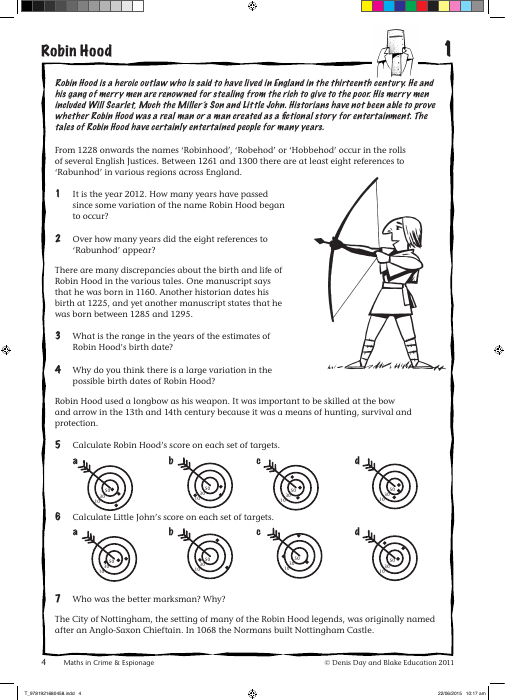 Robin Hood
1
Robin Hood is a heroic outlaw who is said to have lived in England in the thirteenth century. He and
his gang of merry men are renowned for stealing from the rich to give to the poor. His merry men
included Will Scarlet, Much the Miller's Son and Little John. Historians have not been able to prove
whether Robin Hood was a real man or a man created as a fictional story for entertainment. The
tales of Robin Hood have certainly entertained people for many years.
From 1228 onwards the names 'Robinhood', 'Robehod' or 'Hobbehod' occur in the rolls
of several English Justices. Between 1261 and 1300 there are at least eight references to
'Rabunhod' in various regions across England.
1 It is the year 2012. How many years have passed
since some variation of the name Robin Hood began
to occur?
2 Over how many years did the eight references to
'Rabunhod' appear?
There are many discrepancies about the birth and life of
Robin Hood in the various tales. One manuscript says
that he was born in 1160. Another historian dates his
birth at 1225, and yet another manuscript states that he
was born between 1285 and 1295.
3 What is the range in the years of the estimates of
Robin Hood's birth date?
4 Why do you think there is a large variation in the
possible birth dates of Robin Hood?
Robin Hood used a longbow as his weapon. It was important to be skilled at the bow
and arrow in the 13th and 14th century because it was a means of hunting, survival and
protection.
5 Calculate Robin Hood's score on each set of targets.
a b c d
6 Calculate Little John's score on each set of targets.
a b c d
7 Who was the better marksman? Why?
The City of Nottingham, the setting of many of the Robin Hood legends, was originally named
after an Anglo-Saxon Chieftain. In 1068 the Normans built Nottingham Castle.
4 Maths in Crime & Espionage © Denis Day and Blake Education 2011